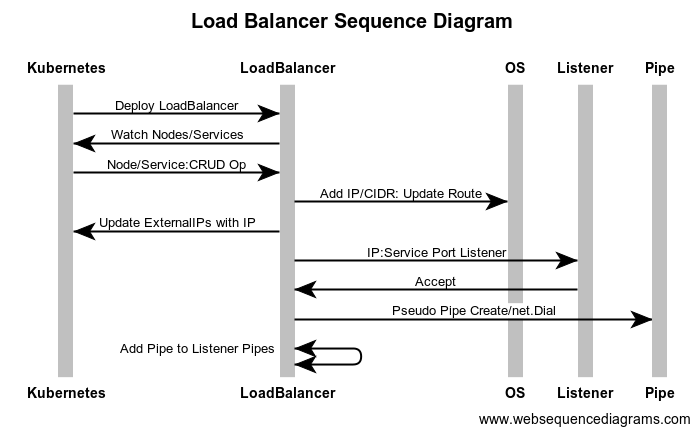 Load Balancer Sequence Diagram
Kubernetes LoadBalancer OS Listener Pipe
Deploy LoadBalancer
Watch Nodes/Services
Node/Service:CRUD Op
Add IP/CIDR: Update Route
Update ExternalIPs with IP
IP:Service Port Listener
Accept
Pseudo Pipe Create/net.Dial
Add Pipe to Listener Pipes
Kubernetes LoadBalancer OS Listener Pipe
www.websequencediagrams.com